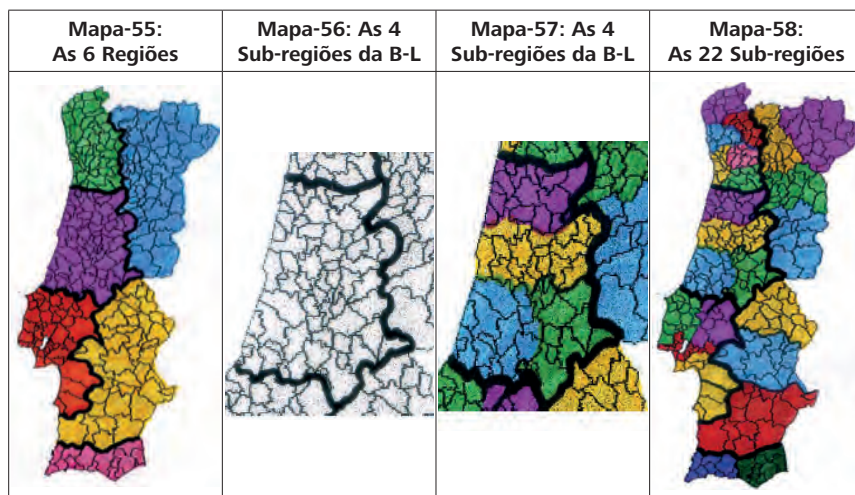 Mapa-55:
As 6 Regiões
Mapa-56: As 4
Sub-regiões da B-L
Mapa-57: As 4
Sub-regiões da B-L
Mapa-58:
As 22 Sub-regiões